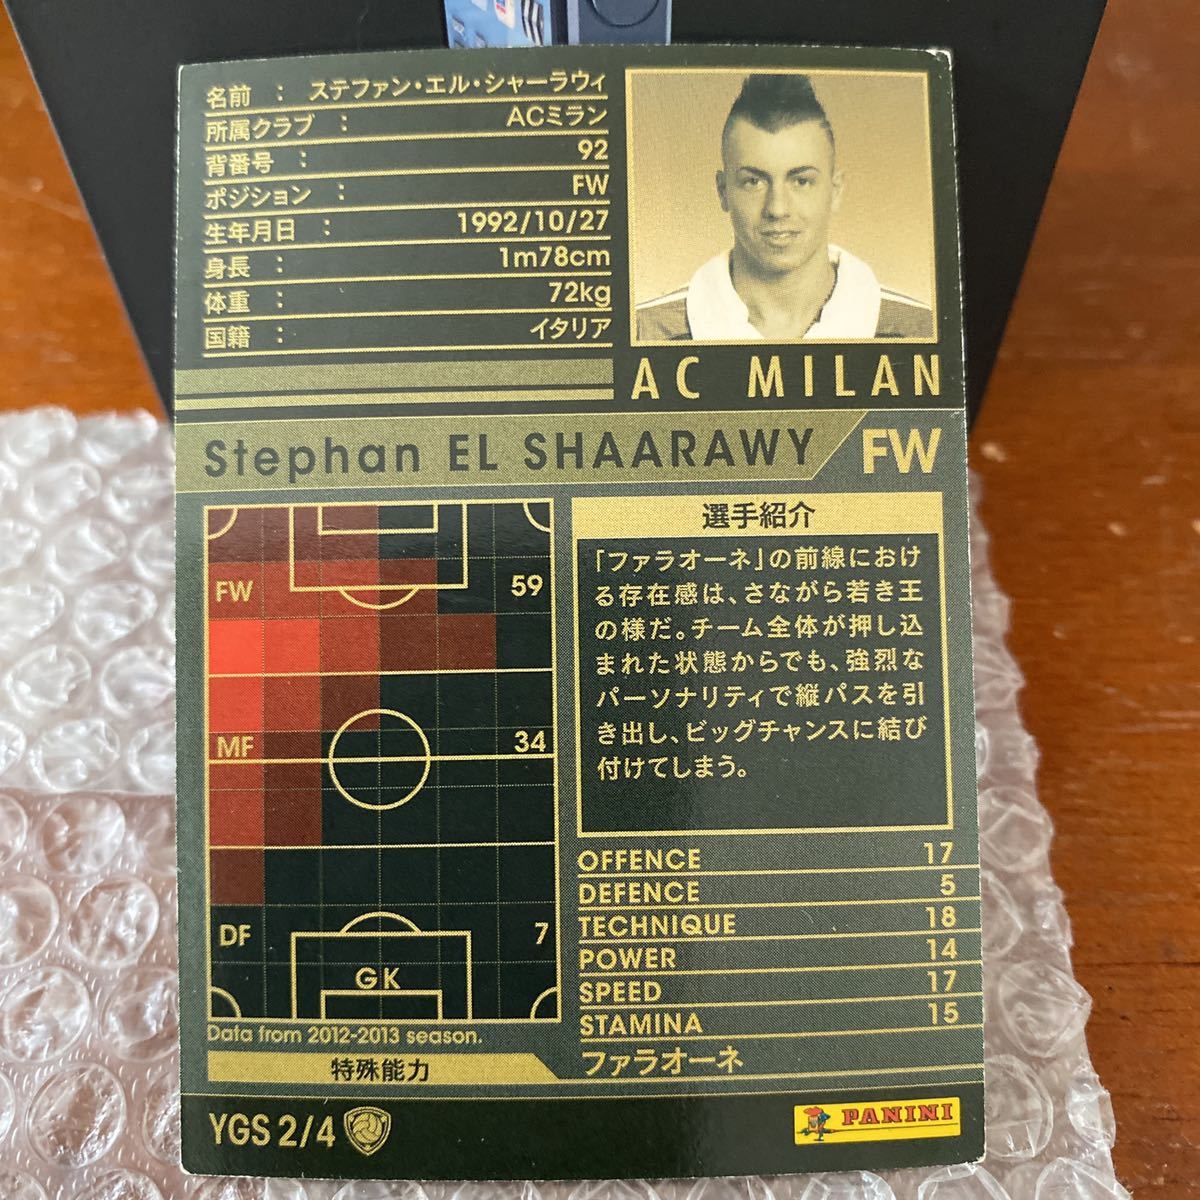 名前 : ステファン・エル・シャーラウィ
所属クラブ : ACミラン
背番号 : 92
ポジション : FW
生年月日 : 1992/10/27
身長 : 1m78cm
体重 : 72kg
国籍 : イタリア
AC MILAN
Stephan EL SHAARAWY FW
FW 59
MF 34
DF 7
GK
Data from 2012-2013 season.
選手紹介
「ファラオーネ」の前線におけ
る存在感は、さながら若き王
の様だ。チーム全体が押し込
まれた状態からでも、強烈な
パーソナリティで縦パスを引
き出し、ビッグチャンスに結び
付けてしまう。
OFFENCE 17
DEFENCE 5
TECHNIQUE 18
POWER 14
SPEED 17
STAMINA 15
特殊能力 ファラオーネ
YGS 2/4
PANINI